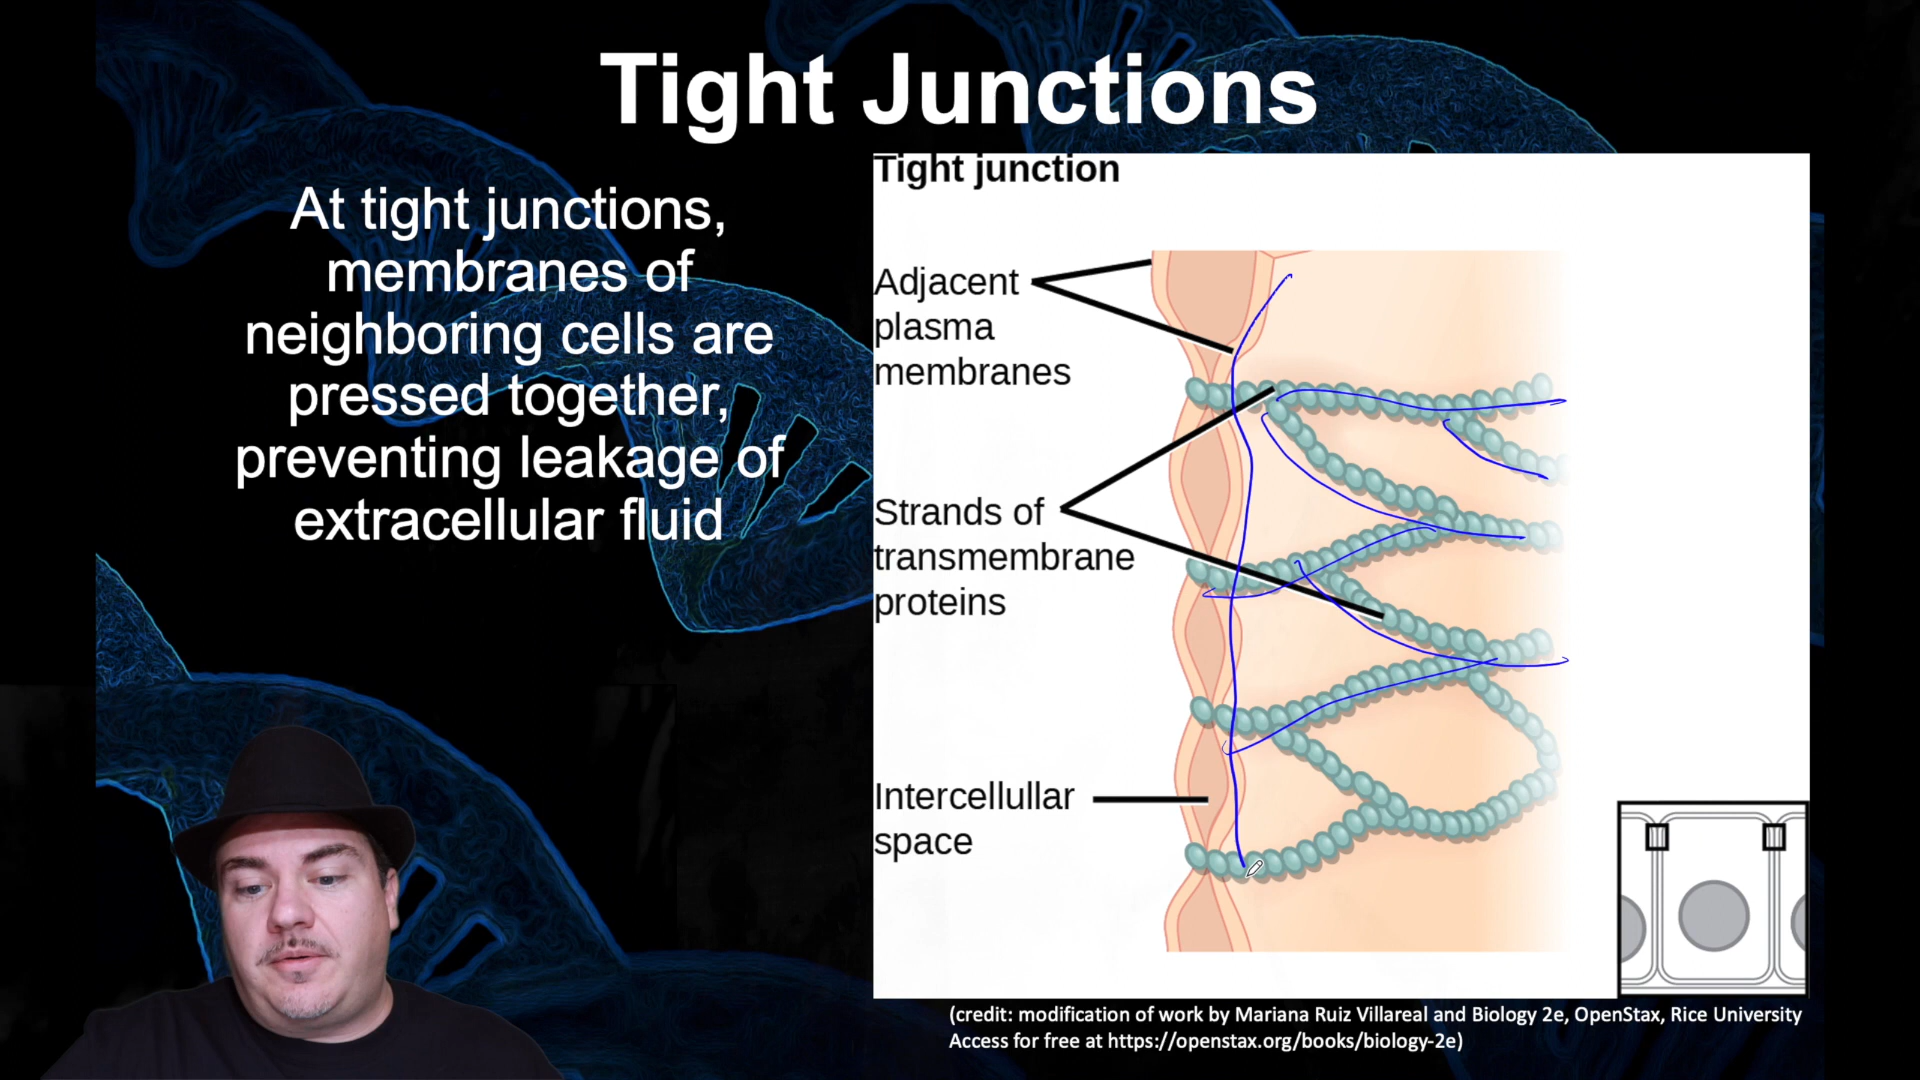 Tight Junctions
At tight junctions,
membranes of
neighboring cells are
pressed together,
preventing leakage of
extracellular fluid
Tight junction
Adjacent
plasma
membranes
Strands of
transmembrane
proteins
Intercellullar
space
(credit: modification of work by Mariana Ruiz Villareal and Biology 2e, OpenStax, Rice University
Access for free at https://openstax.org/books/biology-2e)